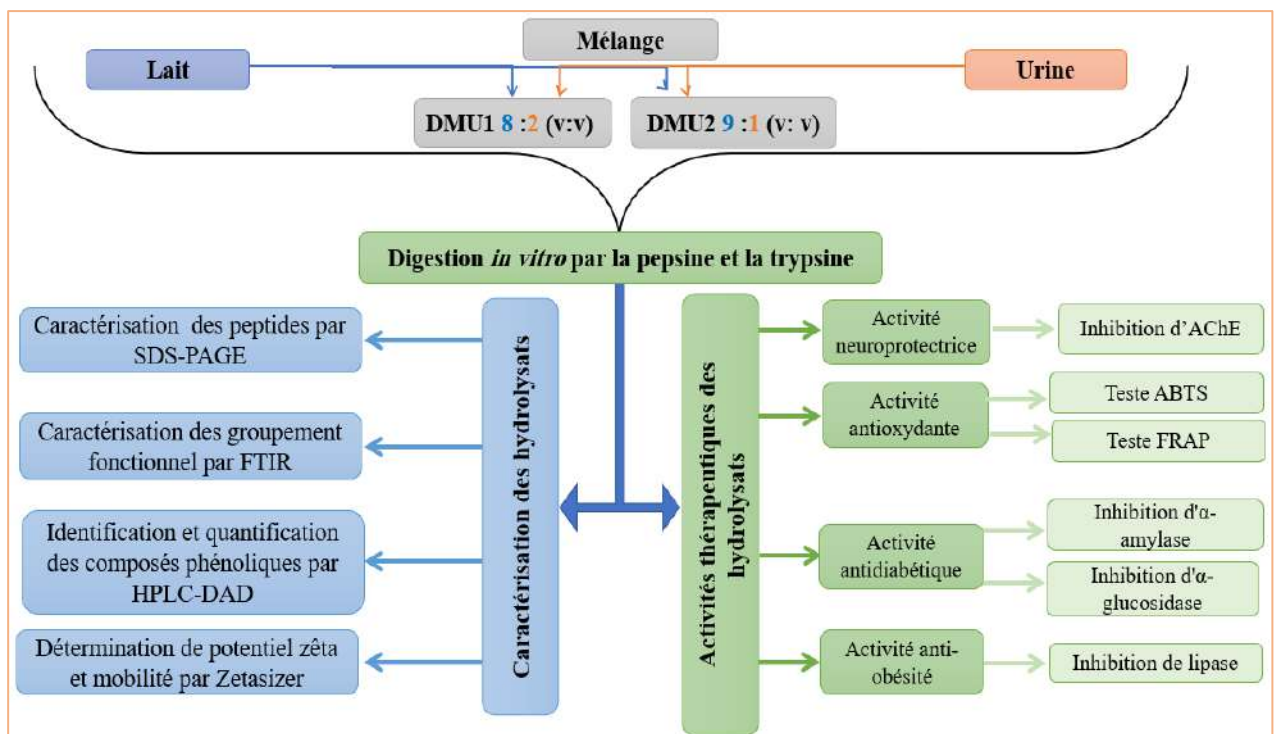 Mélange
Lait
Urine
DMU1 8 :2 (v:v)
DMU2 9 :1 (v: v)
Digestion in vitro par la pepsine et la trypsine
Caractérisation des hydrolysats
Caractérisation des peptides par
SDS-PAGE
Caractérisation des groupement
fonctionnel par FTIR
Identification et quantification
des composés phénoliques par
HPLC-DAD
Détermination de potentiel zêta
et mobilité par Zetasizer
Activités thérapeutiques des
hydrolysats
Activité
neuroprotectrice
Inhibition d’AChE
Activité
antioxydante
Teste ABTS
Teste FRAP
Activité
antidiabétique
Inhibition d'α-
amylase
Inhibition d'α-
glucosidase
Activité anti-
obésité
Inhibition de lipase